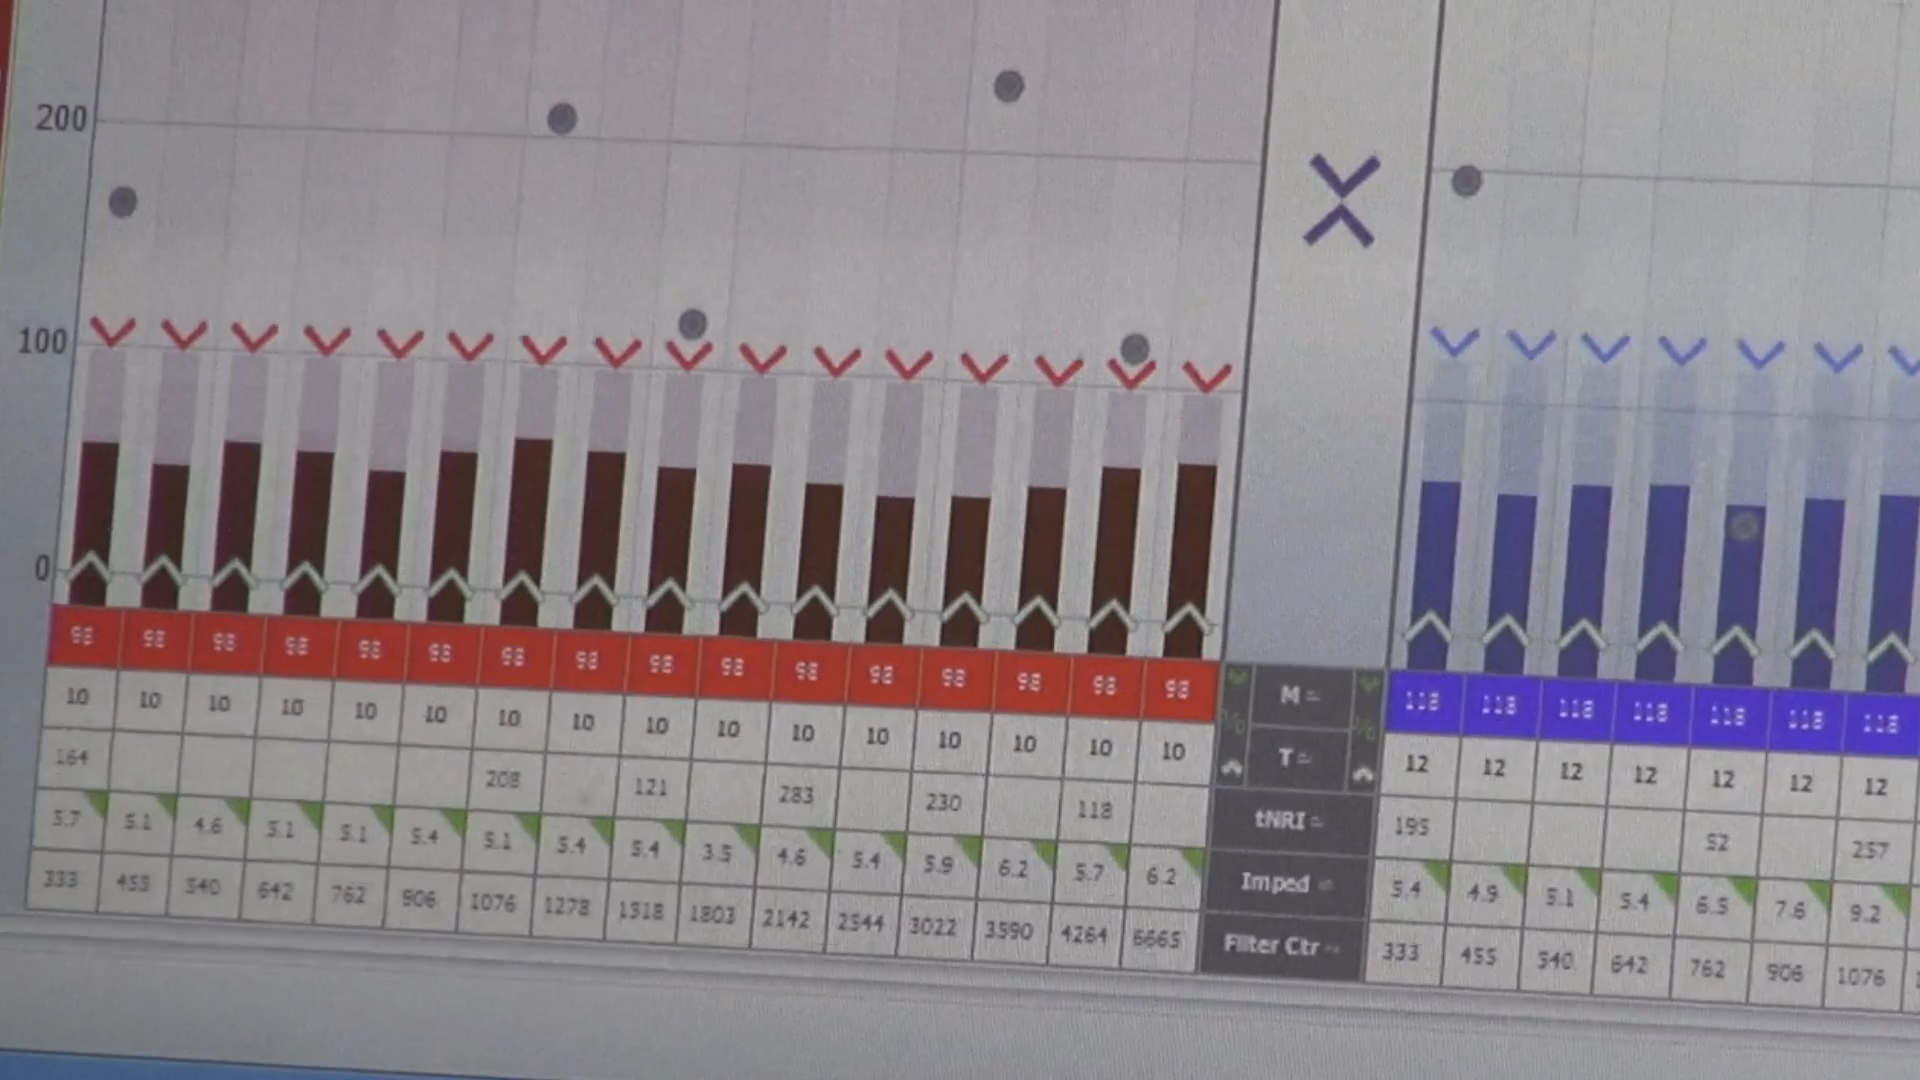 200
100
0
98 98 98 98 98 98 98 98 98 98 98 98 98 98 98 98 M 118 118 118 118 118 118 118
10 10 10 10 10 10 10 10 10 10 10 10 10 10 10 10 T 12 12 12 12 12 12 12
164 208 121 283 230 118 tNRI 195 52 257
5.7 5.1 4.6 5.1 5.1 5.4 5.1 5.4 5.4 3.5 4.6 5.4 5.9 6.2 5.7 6.2 Imped 5.4 4.9 5.1 5.4 6.5 7.6 9.2
333 455 540 642 762 906 1076 1278 1518 1803 2142 2544 3022 3590 4264 6665 Filter Ctr 333 455 540 642 762 906 1076